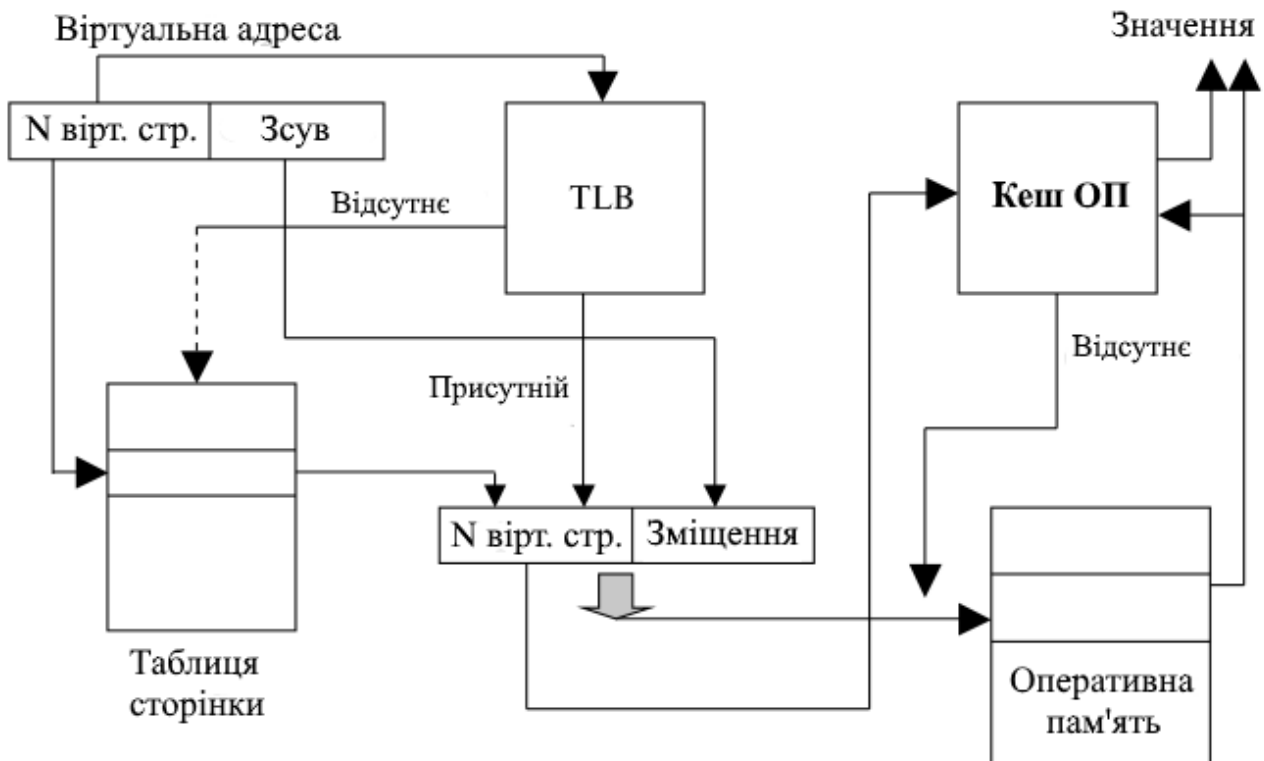 Віртуальна адреса
Значення
N вірт. стр.
Зсув
TLB
Кеш ОП
Відсутнє
Відсутнє
Присутній
N вірт. стр.
Зміщення
Таблиця
сторінки
Оперативна
пам'ять